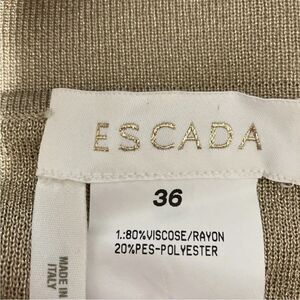 ESCADA
36
1.:80%VISCOSE/RAYON
20%PES-POLYESTER
MADE IN
ITALY